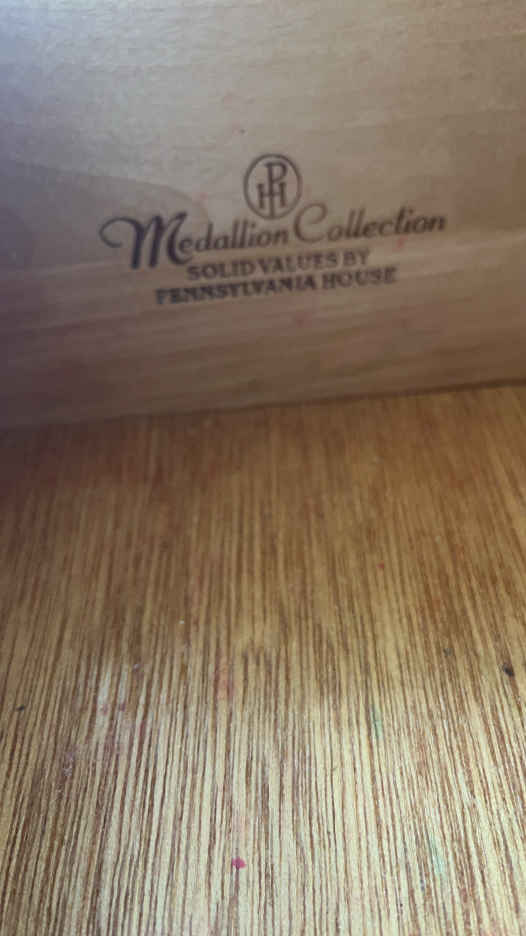 PH
Medallion Collection
SOLID VALUES BY
PENNSYLVANIA HOUSE